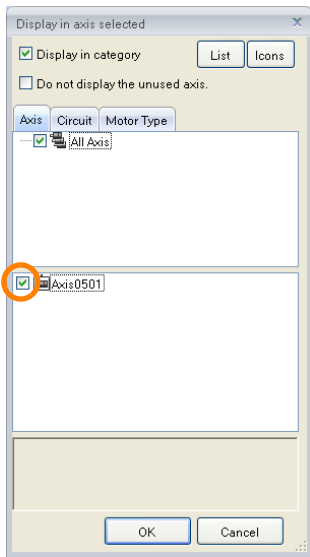 Display in axis selected
Display in category
List
Icons
Do not display the unused axis.
Axis
Circuit
Motor Type
All Axis
Axis0501
OK
Cancel